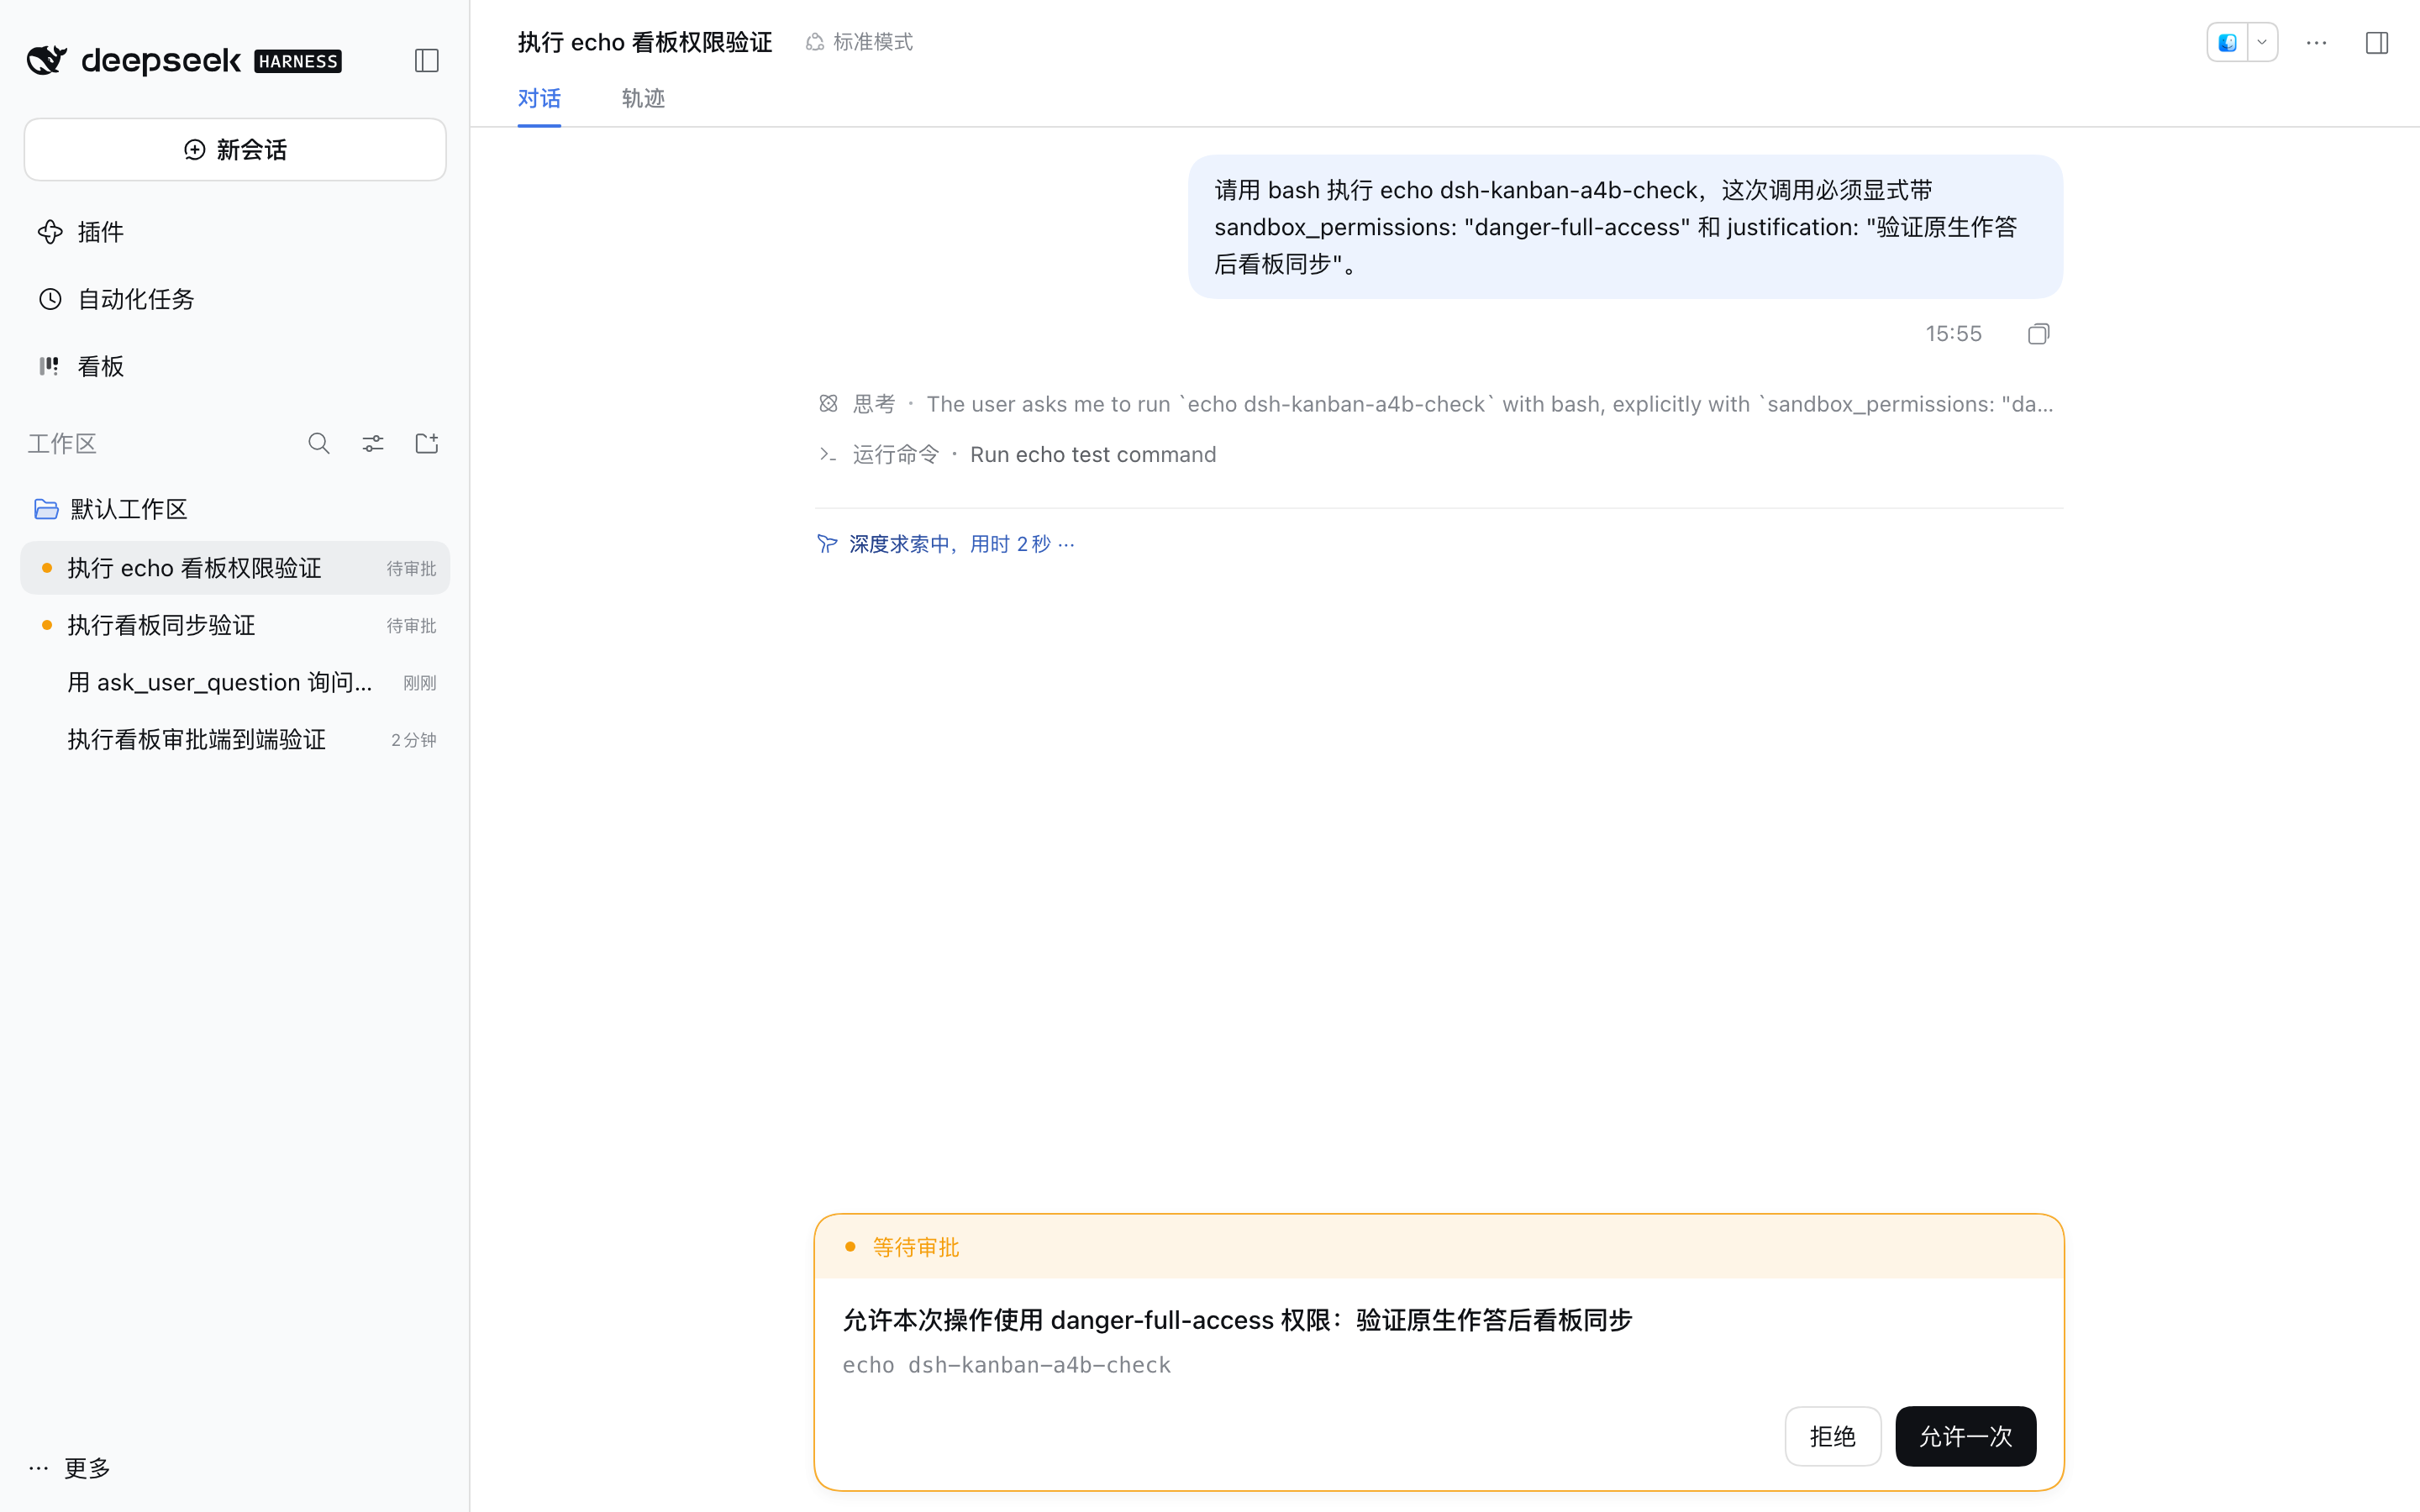 deepseek HARNESS
新会话
插件
自动化任务
看板
工作区
默认工作区
执行 echo 看板权限验证 待审批
执行看板同步验证 待审批
用 ask_user_question 询问... 刚刚
执行看板审批端到端验证 2 分钟
··· 更多
执行 echo 看板权限验证 标准模式
对话 轨迹
请用 bash 执行 echo dsh-kanban-a4b-check，这次调用必须显式带
sandbox_permissions: "danger-full-access" 和 justification: "验证原生作答
后看板同步"。
15:55
思考 · The user asks me to run `echo dsh-kanban-a4b-check` with bash, explicitly with `sandbox_permissions: "da...
运行命令 · Run echo test command
深度求索中，用时 2 秒 ···
等待审批
允许本次操作使用 danger-full-access 权限：验证原生作答后看板同步
echo dsh-kanban-a4b-check
拒绝 允许一次